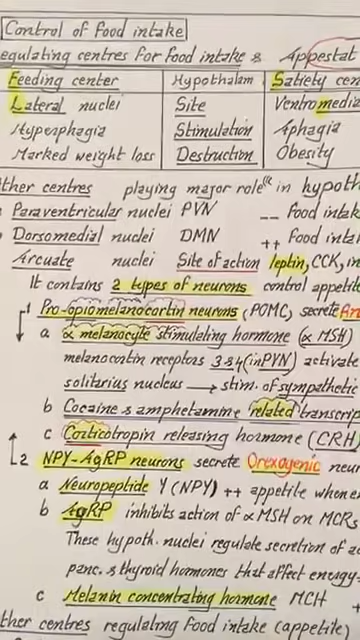 Control of food intake
egulating centres for food intake & Appestat
Feeding center Hypothalam Satiety cen
Lateral nuclei Site Ventromedia
Hyperphagia Stimulation Aphagia
Marked weight loss Destruction Obesity
ther centres playing major role in hypoth
Paraventricular nuclei PVN -- food intak
Dorsomedial nuclei DMN ++ food inta
Arcuate nuclei Site of action leptin, CCK, in
It contains 2 types of neurons control appetite
1 Pro-opiomelanocortin neurons (POMC) secrete An
a α melanocyte stimulating hormone (α MSH)
melanocortin receptors 3&4 (in PVN) activate
solitarius nucleus → stim. of sympathetic
b Cocaine & amphetamine related transcrip
c Corticotropin releasing hormone (CRH)
2 NPY-AgRP neurons secrete Orexogenic neur
a Neuropeptide Y (NPY) ++ appetite when e
b AgRP inhibits action of α MSH on MCRs
These hypoth. nuclei regulate secretion of a
panc. & thyroid hormones that affect energy
c Melanin concentrating hormone MCH +
ther centres regulating food intake (appetite)